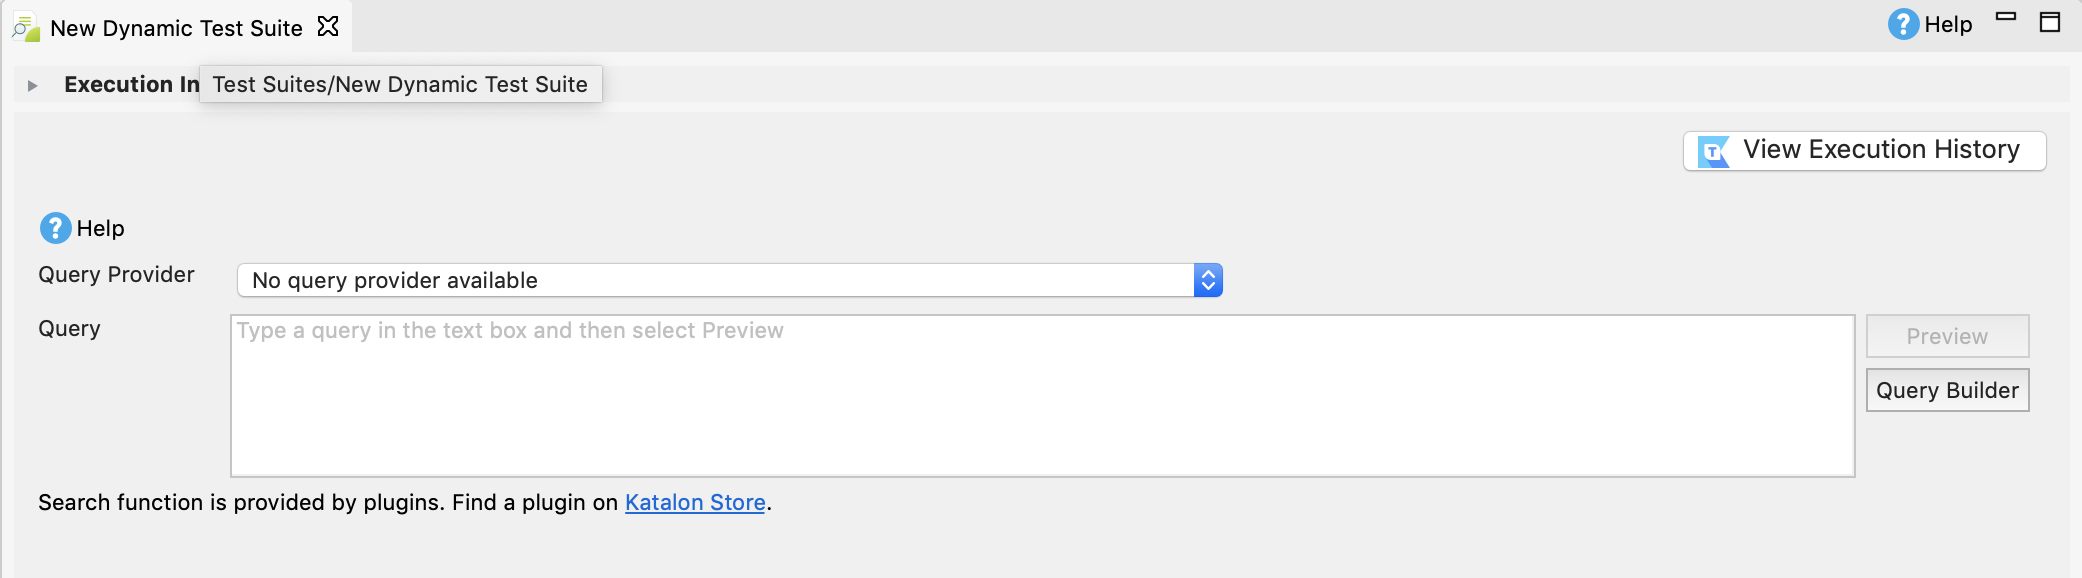 New Dynamic Test Suite
Help
Execution In
Test Suites/New Dynamic Test Suite
T View Execution History
? Help
Query Provider
No query provider available
Query
Type a query in the text box and then select Preview
Preview
Query Builder
Search function is provided by plugins. Find a plugin on Katalon Store.